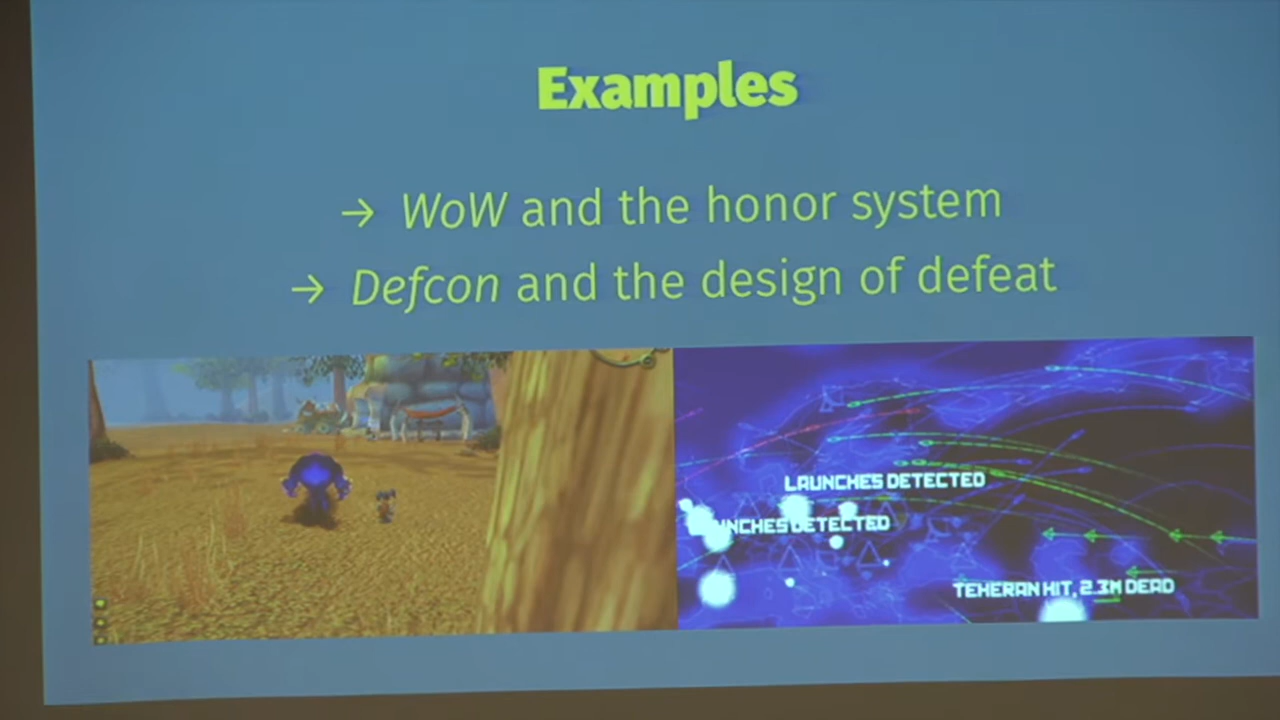 Examples
→ WoW and the honor system
→ Defcon and the design of defeat
LAUNCHES DETECTED
NCHES DETECTED
TEHERAN HIT, 2.3M DEAD